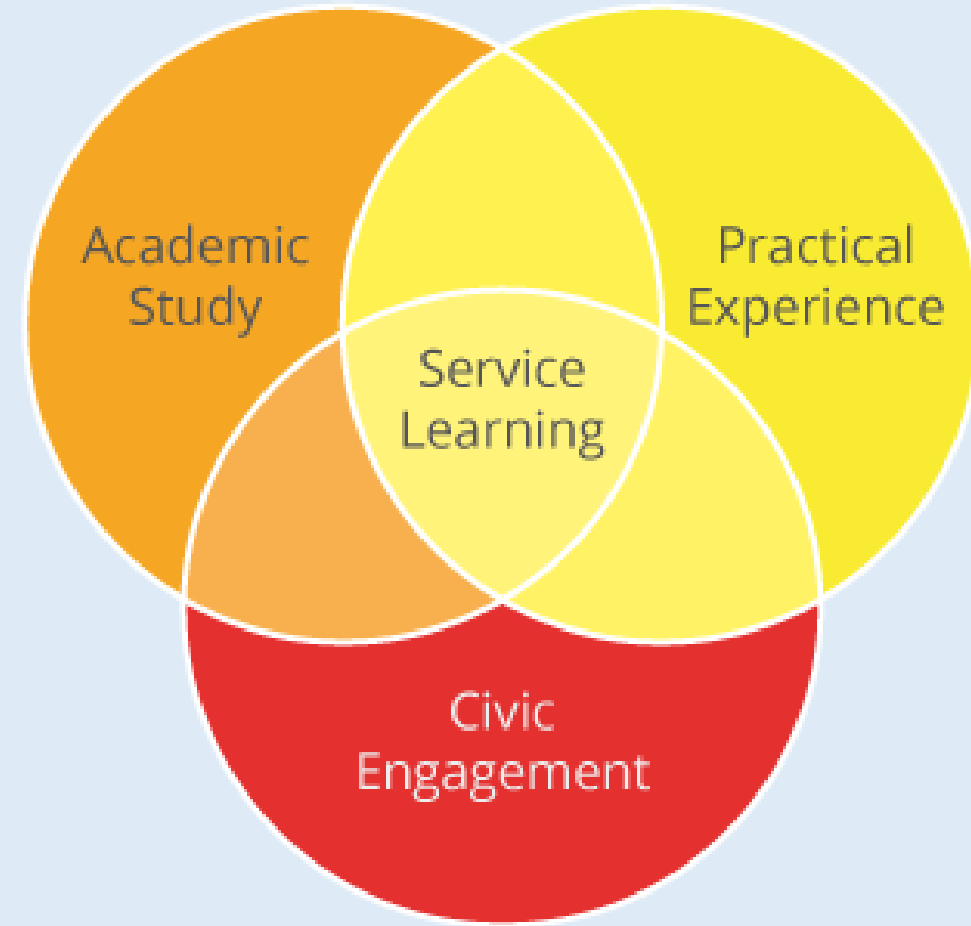 Academic
Study
Practical
Experience
Service
Learning
Civic
Engagement